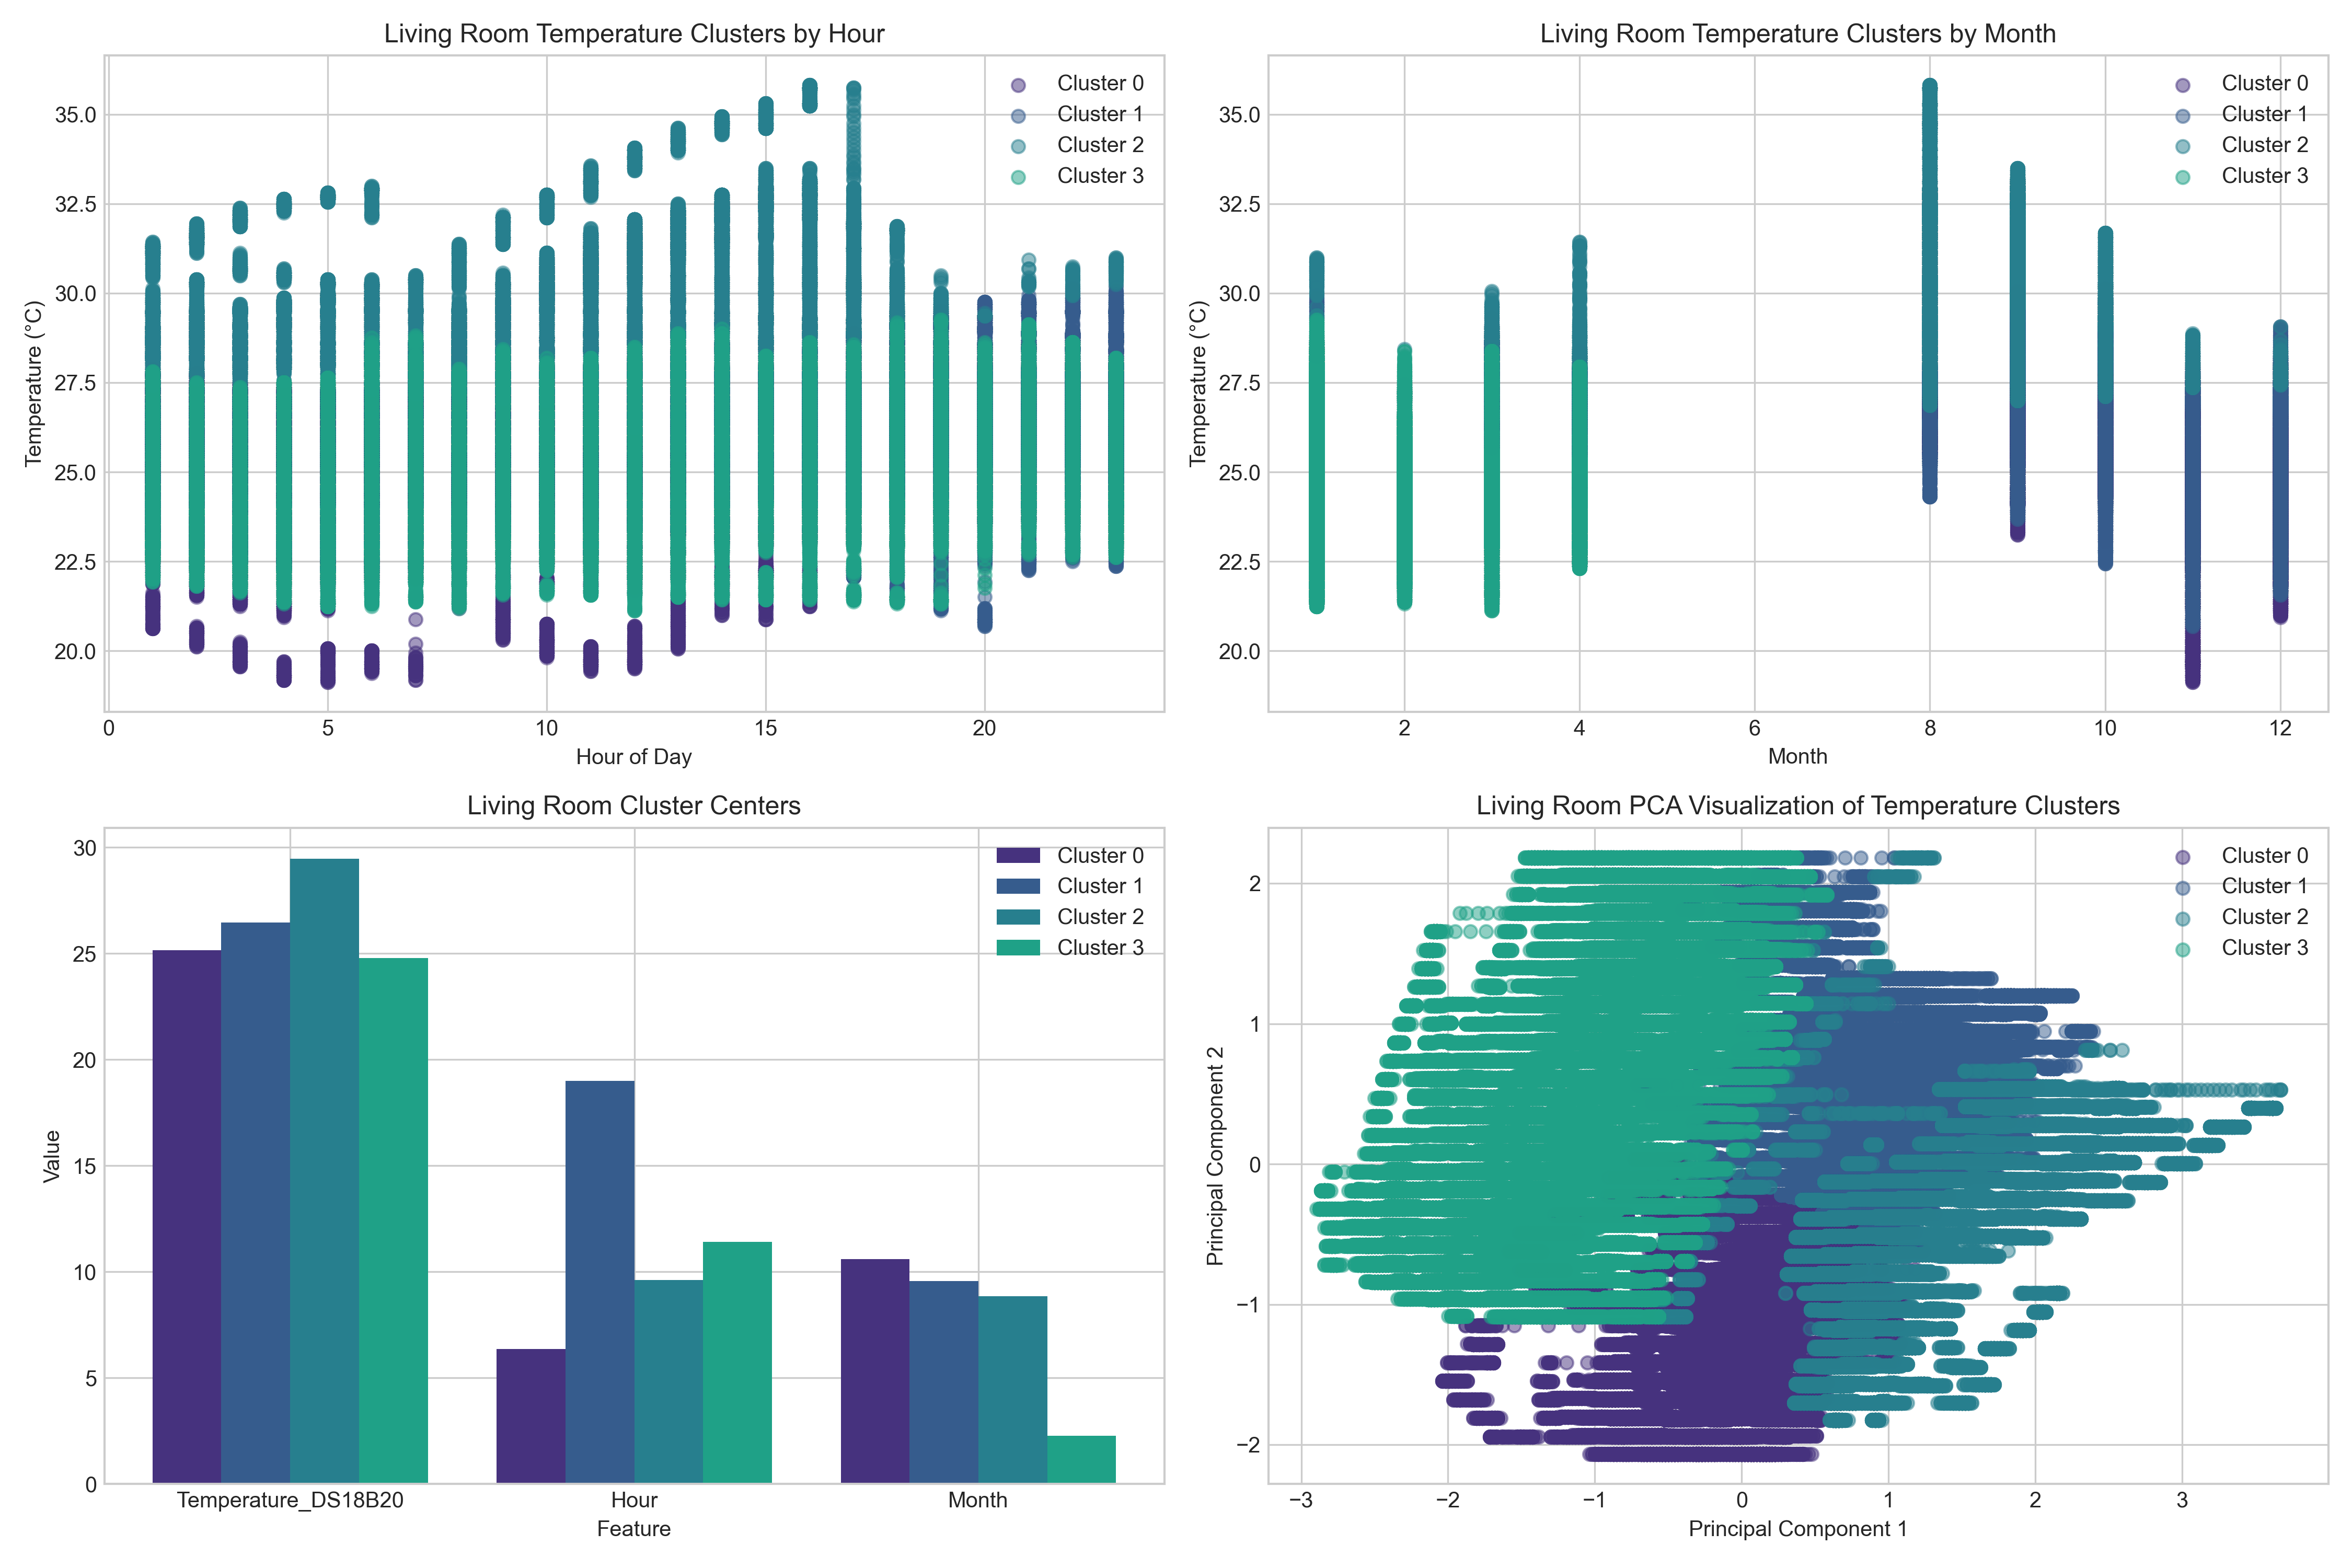 Living Room Temperature Clusters by Hour
Temperature (°C)
35.0
32.5
30.0
27.5
25.0
22.5
20.0
Cluster 0
Cluster 1
Cluster 2
Cluster 3
0 5 10 15 20
Hour of Day
Living Room Temperature Clusters by Month
Temperature (°C)
35.0
32.5
30.0
27.5
25.0
22.5
20.0
Cluster 0
Cluster 1
Cluster 2
Cluster 3
2 4 6 8 10 12
Month
Living Room Cluster Centers
Value
30
25
20
15
10
5
0
Cluster 0
Cluster 1
Cluster 2
Cluster 3
Temperature_DS18B20 Hour Month
Feature
Living Room PCA Visualization of Temperature Clusters
Principal Component 2
2
1
0
−1
−2
Cluster 0
Cluster 1
Cluster 2
Cluster 3
−3 −2 −1 0 1 2 3
Principal Component 1